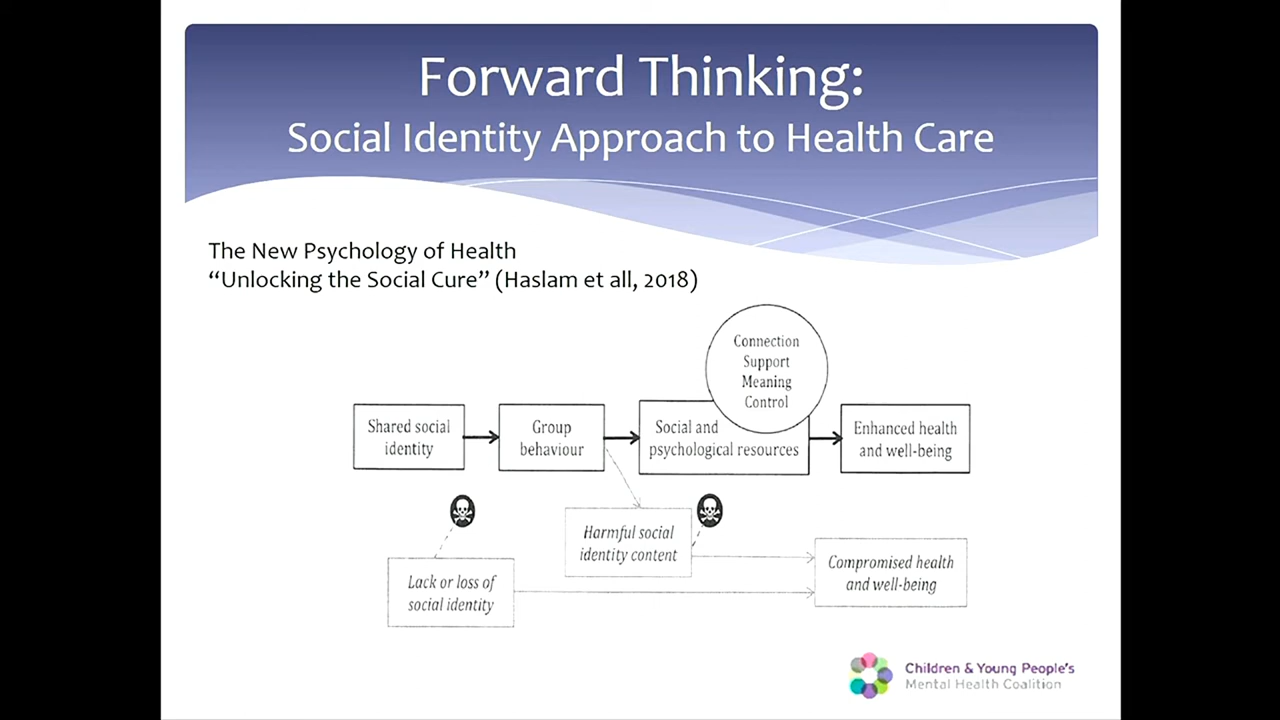 Forward Thinking:
Social Identity Approach to Health Care
The New Psychology of Health
“Unlocking the Social Cure” (Haslam et all, 2018)
Connection
Support
Meaning
Control
Shared social
identity
Group
behaviour
Social and
psychological resources
Enhanced health
and well-being
Harmful social
identity content
Lack or loss of
social identity
Compromised health
and well-being
Children & Young People's
Mental Health Coalition